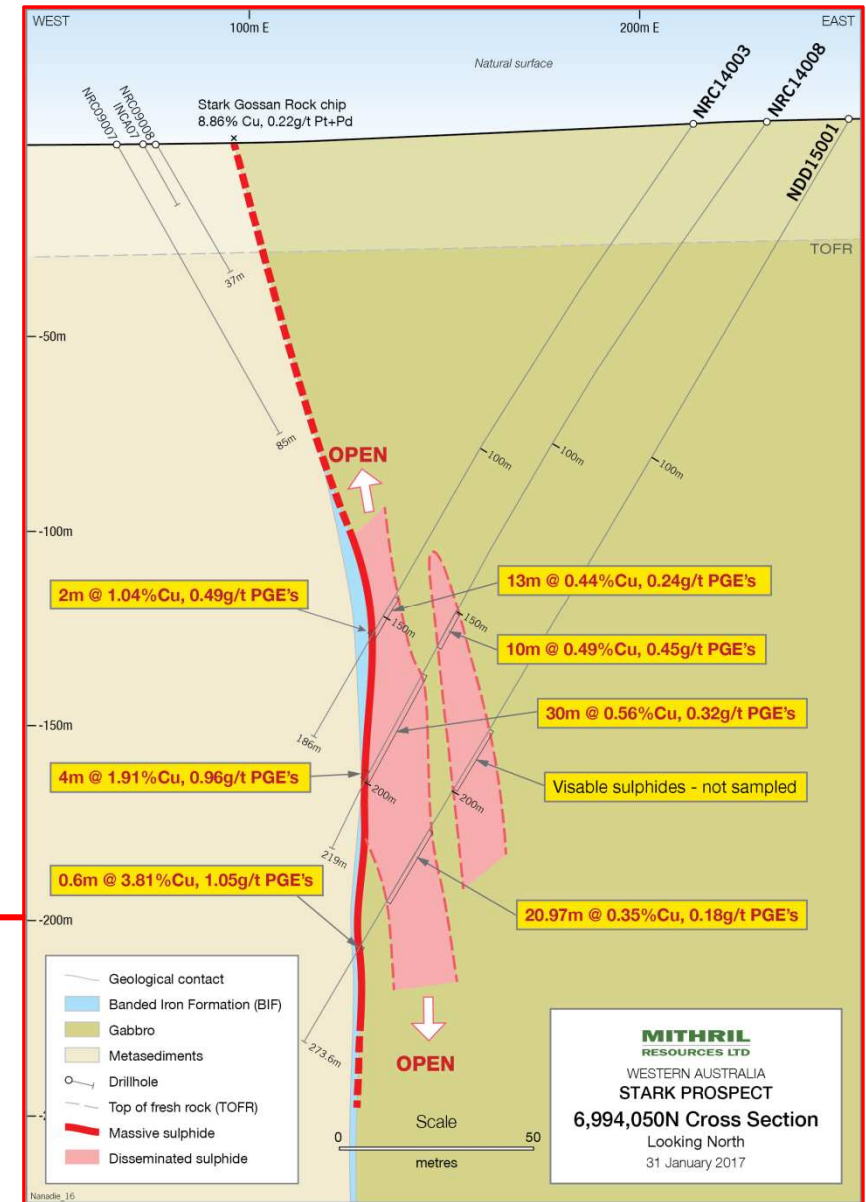 WEST
100m E
200m E
EAST
Natural surface
NRC09007
INCA07
NRC09008
Stark Gossan Rock chip
8.86% Cu, 0.22g/t Pt+Pd
NRC14003
NRC14008
NDD15001
TOFR
37m
-50m
85m
OPEN
100m
100m
100m
-100m
13m @ 0.44%Cu, 0.24g/t PGE's
2m @ 1.04%Cu, 0.49g/t PGE's
150m
150m
10m @ 0.49%Cu, 0.45g/t PGE's
30m @ 0.56%Cu, 0.32g/t PGE's
-150m
186m
4m @ 1.91%Cu, 0.96g/t PGE's
Visable sulphides - not sampled
200m
200m
219m
0.6m @ 3.81%Cu, 1.05g/t PGE's
20.97m @ 0.35%Cu, 0.18g/t PGE's
-200m
273.6m
OPEN
Geological contact
Banded Iron Formation (BIF)
Gabbro
Metasediments
Drillhole
Top of fresh rock (TOFR)
Massive sulphide
Disseminated sulphide
Scale
0
50
metres
MITHRIL
RESOURCES LTD
WESTERN AUSTRALIA
STARK PROSPECT
6,994,050N Cross Section
Looking North
31 January 2017
Nanadie_16